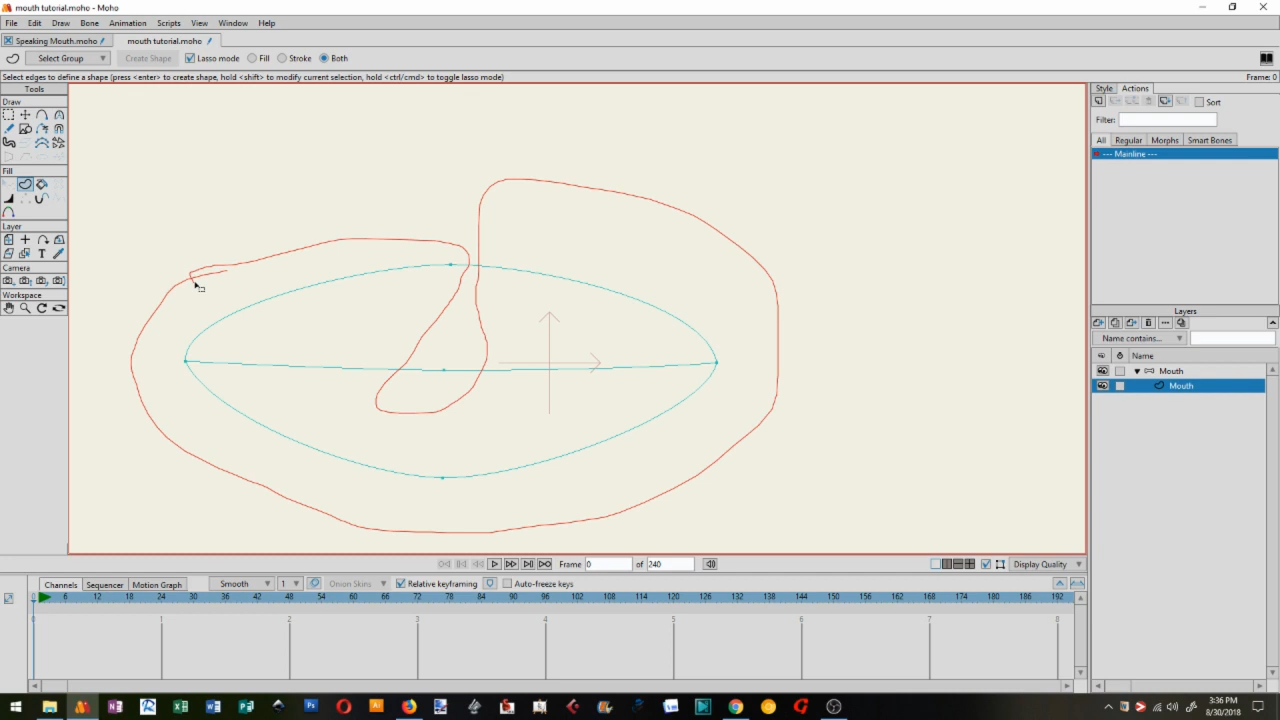 mouth tutorial.moho - Moho
File Edit Draw Bone Animation Scripts View Window Help
Speaking Mouth.moho mouth tutorial.moho
Select Group Create Shape Lasso mode Fill Stroke Both
Select edges to define a shape (press <enter> to create shape, hold <shift> to modify current selection, hold <ctrl/cmd> to toggle lasso mode)
Frame: 0
Tools
Draw
Fill
Layer
Camera
Workspace
Style Actions
Sort
Filter:
All Regular Morphs Smart Bones
--- Mainline ---
Layers
Name contains...
Name
Mouth
Mouth
Frame 0 of 240 Display Quality
Channels Sequencer Motion Graph Smooth 1 Onion Skins Relative keyframing Auto-freeze keys
0 6 12 18 24 30 36 42 48 54 60 66 72 78 84 90 96 102 108 114 120 126 132 138 144 150 156 162 168 174 180 186 192
0 1 2 3 4 5 6 7 8
3:36 PM
8/30/2018